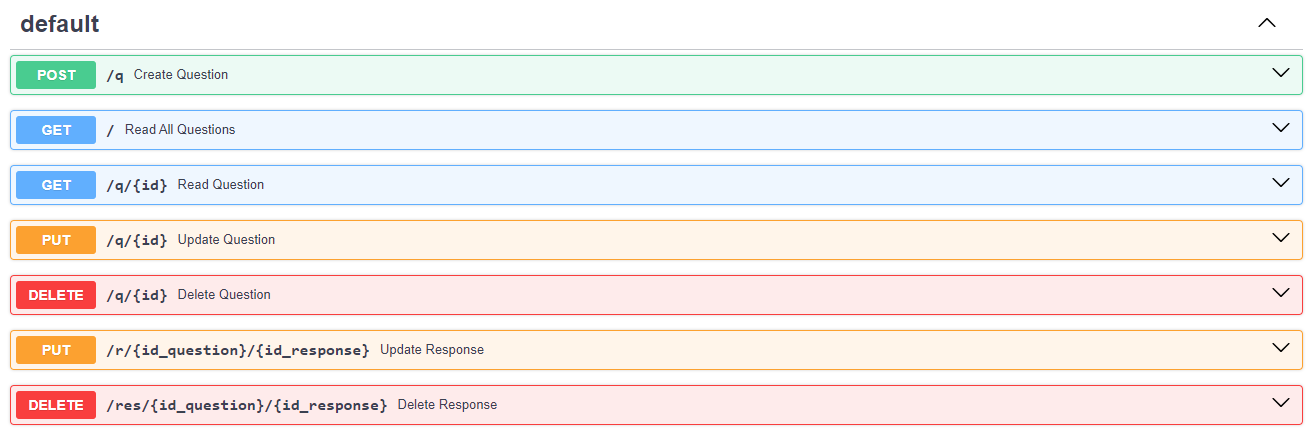 default
POST /q Create Question
GET / Read All Questions
GET /q/{id} Read Question
PUT /q/{id} Update Question
DELETE /q/{id} Delete Question
PUT /r/{id_question}/{id_response} Update Response
DELETE /res/{id_question}/{id_response} Delete Response